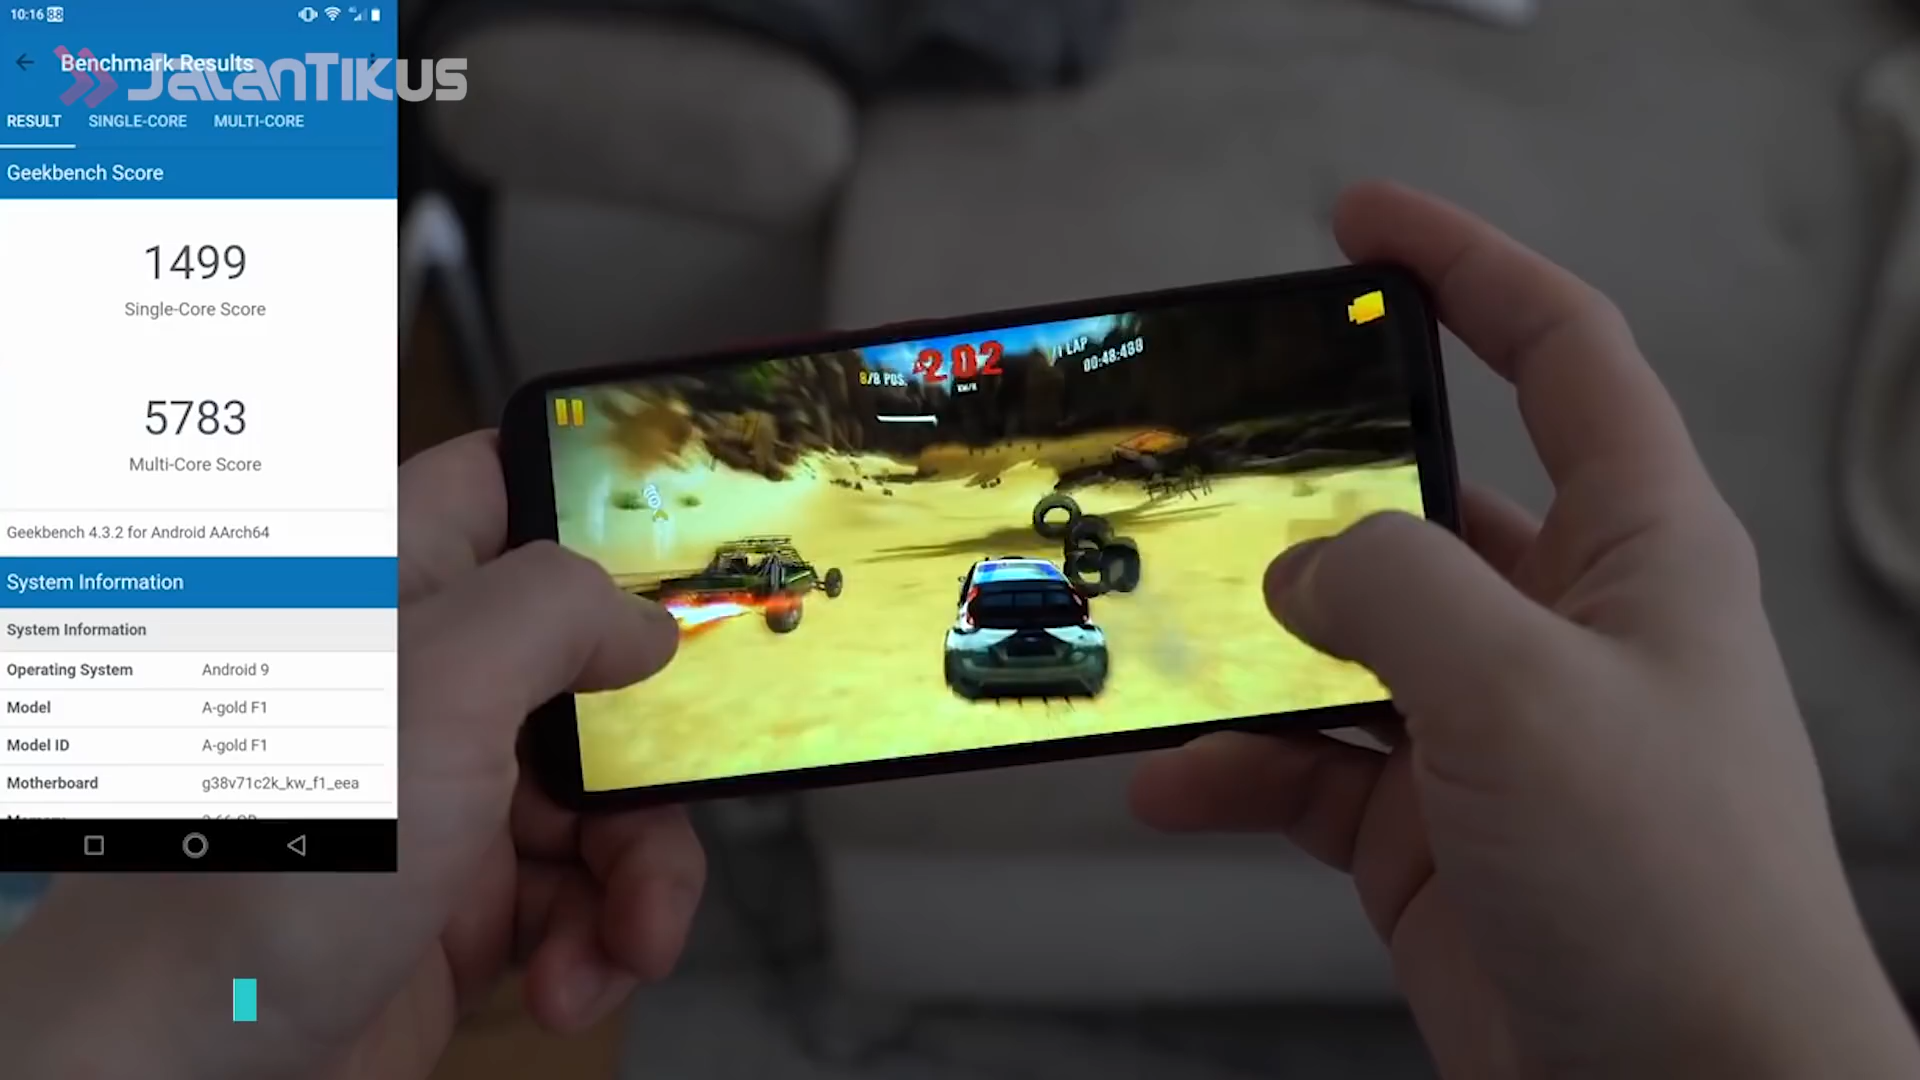 10:16
Benchmark Results
JALANTIKUS
RESULT SINGLE-CORE MULTI-CORE
Geekbench Score
1499
Single-Core Score
5783
Multi-Core Score
Geekbench 4.3.2 for Android AArch64
System Information
System Information
Operating System Android 9
Model A-gold F1
Model ID A-gold F1
Motherboard g38v71c2k_kw_f1_eea
8/8 POS.
202
KM/H
/1 LAP
00:48:488